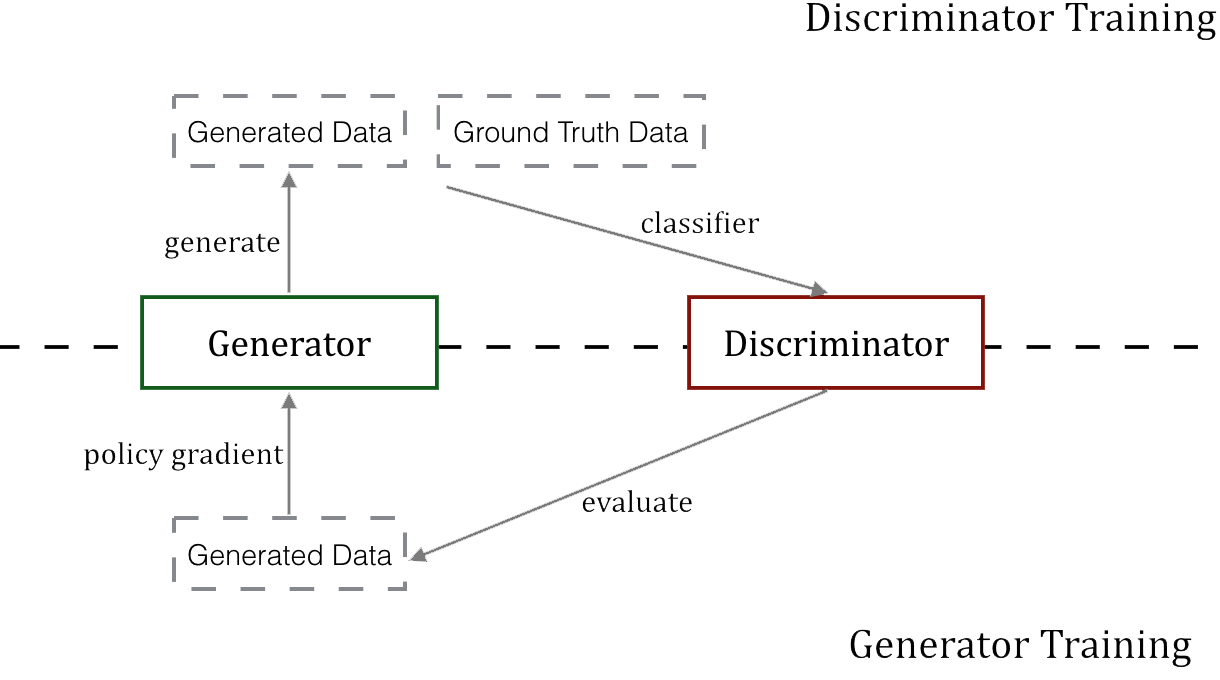 Discriminator Training
Generated Data
Ground Truth Data
classifier
generate
Generator
Discriminator
policy gradient
evaluate
Generated Data
Generator Training